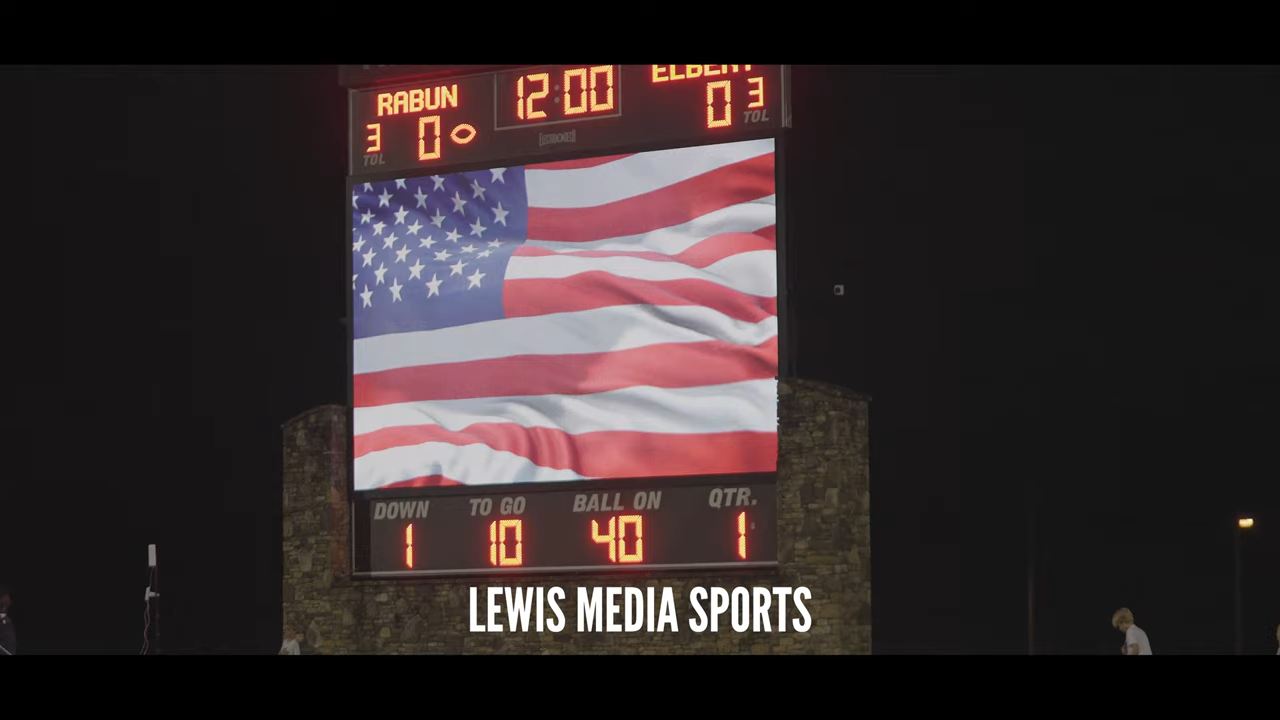 RABUN
12:00
ELBERT
3 0
0 3
TOL
TOL
DOWN TO GO BALL ON QTR.
1 10 40 1
LEWIS MEDIA SPORTS